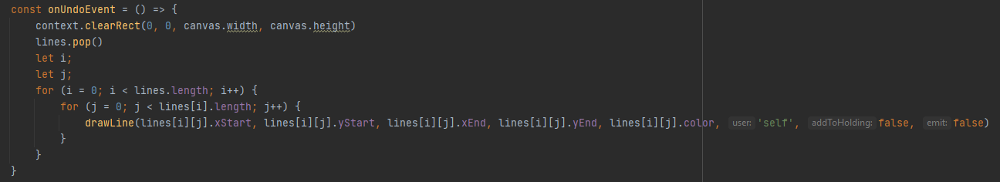 const onUndoEvent = () => {
    context.clearRect(0, 0, canvas.width, canvas.height)
    lines.pop()
    let i;
    let j;
    for (i = 0; i < lines.length; i++) {
        for (j = 0; j < lines[i].length; j++) {
            drawLine(lines[i][j].xStart, lines[i][j].yStart, lines[i][j].xEnd, lines[i][j].yEnd, lines[i][j].color, user: 'self', addToHolding: false, emit: false)
        }
    }
}